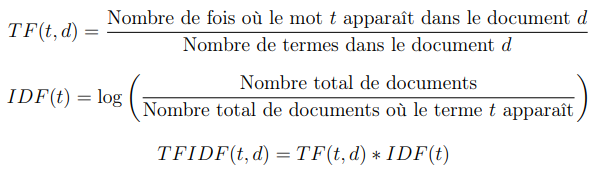 TF(t, d) = Nombre de fois où le mot t apparaît dans le document d / Nombre de termes dans le document d
IDF(t) = log ( Nombre total de documents / Nombre total de documents où le terme t apparaît )
TFIDF(t, d) = TF(t, d) * IDF(t)